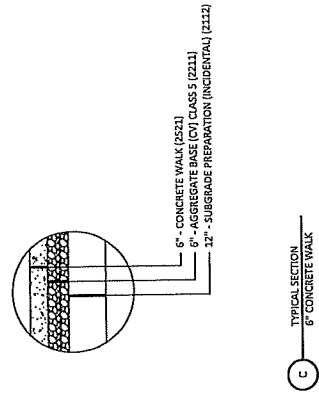 6" - CONCRETE WALK (2521)
6" - AGGREGATE BASE (CV) CLASS 5 (2211)
12" - SUBGRADE PREPARATION (INCIDENTAL) (2112)
C
TYPICAL SECTION
6" CONCRETE WALK